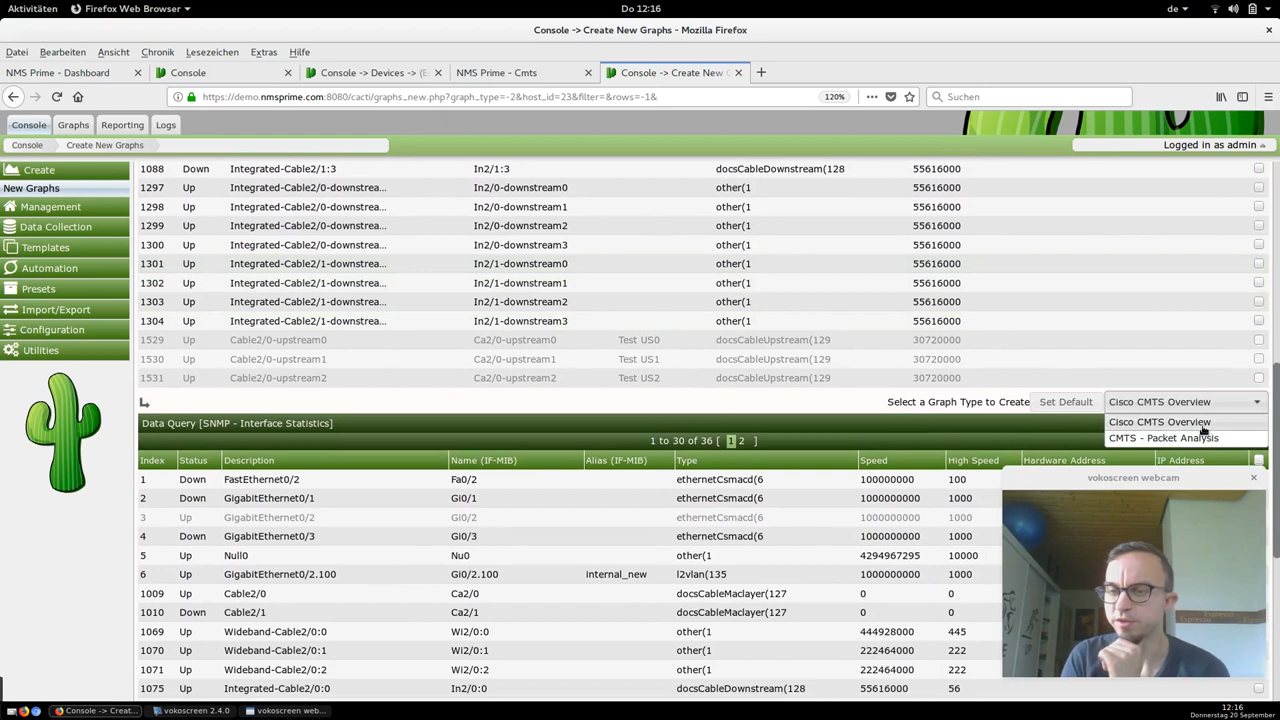 Aktivitäten Firefox Web Browser Do 12:16 de
Console -> Create New Graphs - Mozilla Firefox
Datei Bearbeiten Ansicht Chronik Lesezeichen Extras Hilfe
NMS Prime - Dashboard Console Console -> Devices -> (E NMS Prime - Cmts Console -> Create New G
https://demo.nmsprime.com:8080/cacti/graphs_new.php?graph_type=-2&host_id=23&filter=&rows=-1& 120% Suchen
Console Graphs Reporting Logs
Console Create New Graphs Logged in as admin
Create
New Graphs
Management
Data Collection
Templates
Automation
Presets
Import/Export
Configuration
Utilities
1088 Down Integrated-Cable2/1:3 In2/1:3 docsCableDownstream(128 55616000
1297 Up Integrated-Cable2/0-downstrea... In2/0-downstream0 other(1 55616000
1298 Up Integrated-Cable2/0-downstrea... In2/0-downstream1 other(1 55616000
1299 Up Integrated-Cable2/0-downstrea... In2/0-downstream2 other(1 55616000
1300 Up Integrated-Cable2/0-downstrea... In2/0-downstream3 other(1 55616000
1301 Up Integrated-Cable2/1-downstrea... In2/1-downstream0 other(1 55616000
1302 Up Integrated-Cable2/1-downstrea... In2/1-downstream1 other(1 55616000
1303 Up Integrated-Cable2/1-downstrea... In2/1-downstream2 other(1 55616000
1304 Up Integrated-Cable2/1-downstrea... In2/1-downstream3 other(1 55616000
1529 Up Cable2/0-upstream0 Ca2/0-upstream0 Test US0 docsCableUpstream(129 30720000
1530 Up Cable2/0-upstream1 Ca2/0-upstream1 Test US1 docsCableUpstream(129 30720000
1531 Up Cable2/0-upstream2 Ca2/0-upstream2 Test US2 docsCableUpstream(129 30720000
Select a Graph Type to Create Set Default Cisco CMTS Overview
Cisco CMTS Overview
CMTS - Packet Analysis
Data Query [SNMP - Interface Statistics]
1 to 30 of 36 [ 1 2 ]
Index Status Description Name (IF-MIB) Alias (IF-MIB) Type Speed High Speed Hardware Address IP Address
1 Down FastEthernet0/2 Fa0/2 ethernetCsmacd(6 100000000 100
2 Down GigabitEthernet0/1 Gi0/1 ethernetCsmacd(6 1000000000 1000
3 Up GigabitEthernet0/2 Gi0/2 ethernetCsmacd(6 1000000000 1000
4 Down GigabitEthernet0/3 Gi0/3 ethernetCsmacd(6 1000000000 1000
5 Up Null0 Nu0 other(1 4294967295 10000
6 Up GigabitEthernet0/2.100 Gi0/2.100 internal_new l2vlan(135 1000000000 1000
1009 Up Cable2/0 Ca2/0 docsCableMaclayer(127 0 0
1010 Down Cable2/1 Ca2/1 docsCableMaclayer(127 0 0
1069 Up Wideband-Cable2/0:0 Wi2/0:0 other(1 444928000 445
1070 Up Wideband-Cable2/0:1 Wi2/0:1 other(1 222464000 222
1071 Up Wideband-Cable2/0:2 Wi2/0:2 other(1 222464000 222
1075 Up Integrated-Cable2/0:0 In2/0:0 docsCableDownstream(128 55616000 56
vokoscreen webcam
Console -> Creat... vokoscreen 2.4.0 vokoscreen web...
12:16
Donnerstag 20 September